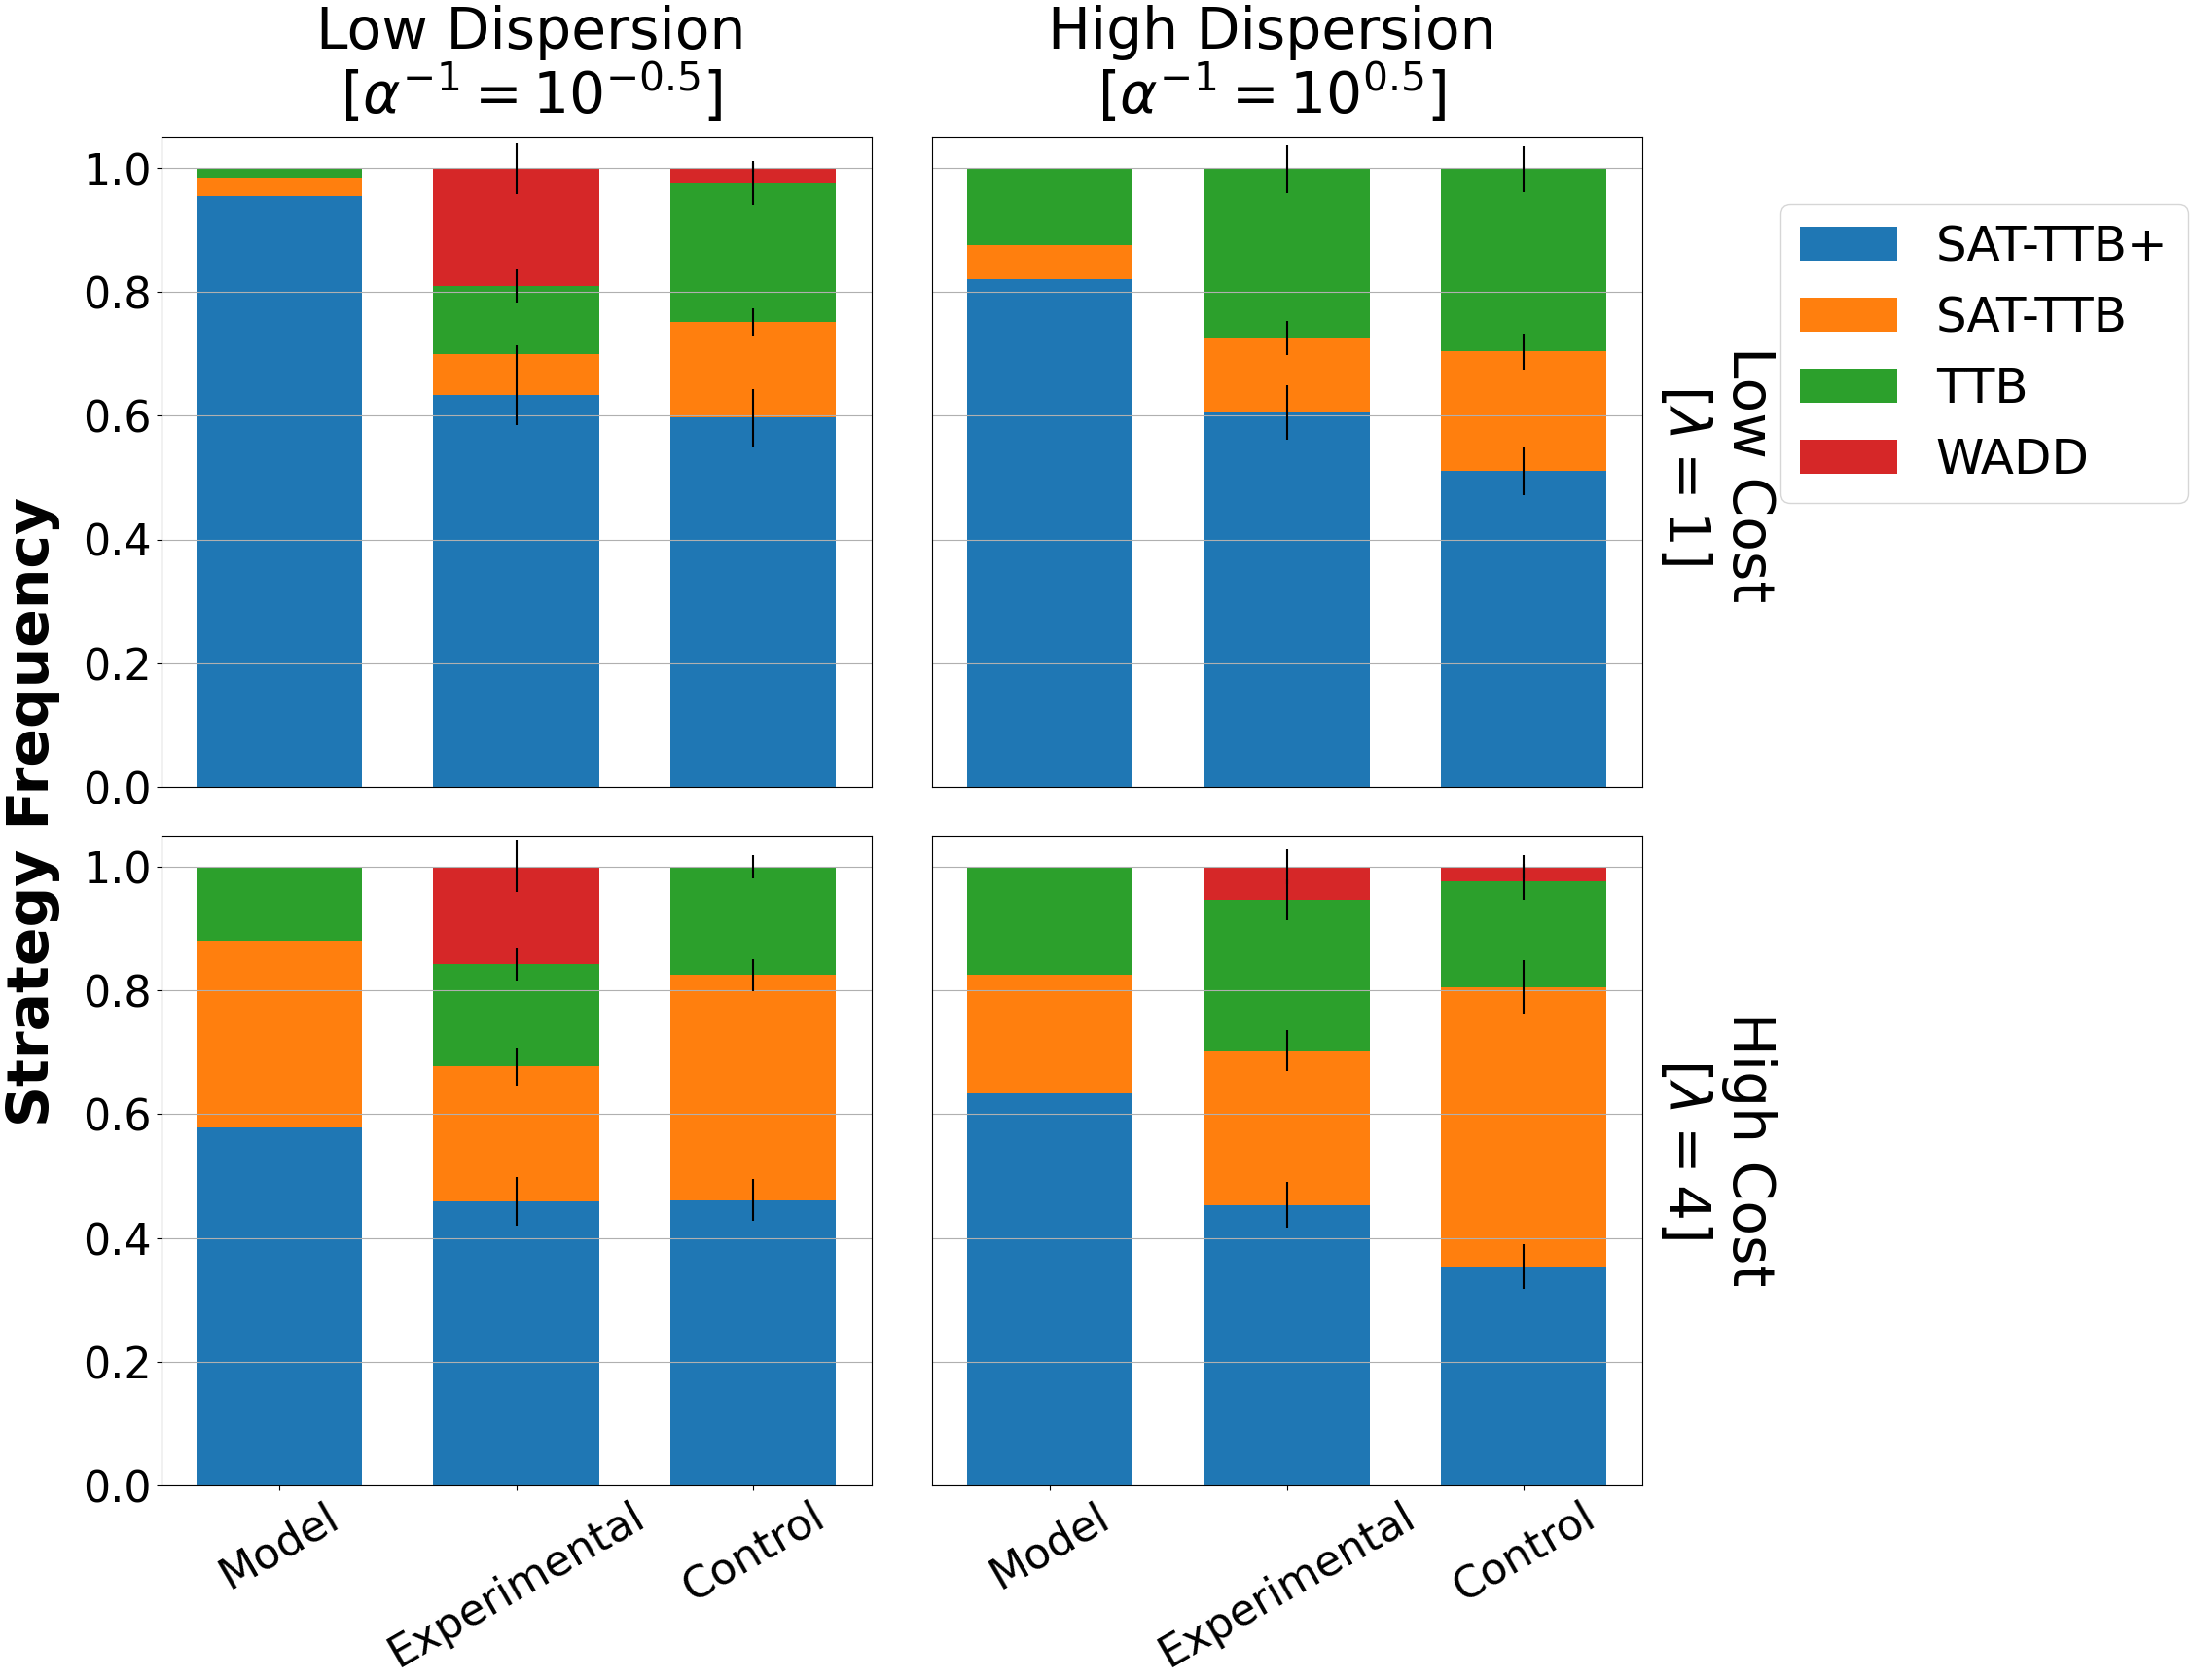 Low Dispersion
[α⁻¹ = 10⁻⁰·⁵]
High Dispersion
[α⁻¹ = 10⁰·⁵]
Strategy Frequency
1.0
0.8
0.6
0.4
0.2
0.0
Low Cost
[λ = 1]
SAT-TTB+
SAT-TTB
TTB
WADD
1.0
0.8
0.6
0.4
0.2
0.0
High Cost
[λ = 4]
Model
Experimental
Control
Model
Experimental
Control